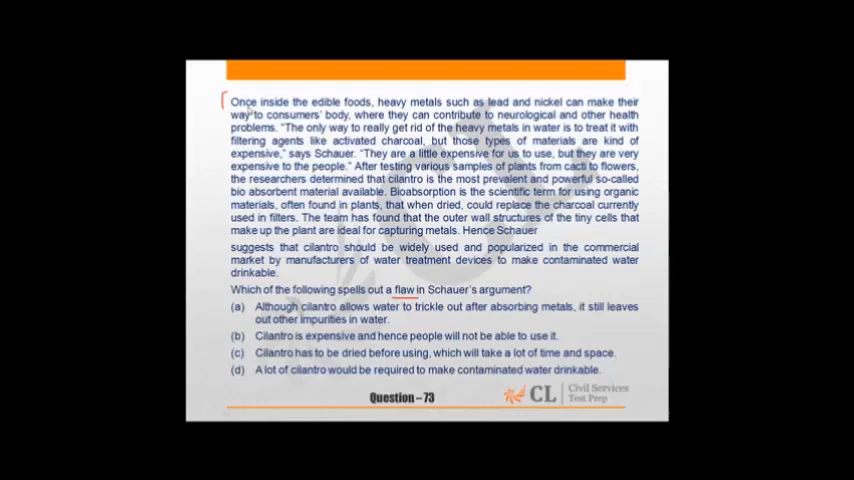 Once inside the edible foods, heavy metals such as lead and nickel can make their
way to consumers' body, where they can contribute to neurological and other health
problems. "The only way to really get rid of the heavy metals in water is to treat it with
filtering agents like activated charcoal, but those types of materials are kind of
expensive," says Schauer. "They are a little expensive for us to use, but they are very
expensive to the people." After testing various samples of plants from cacti to flowers,
the researchers determined that cilantro is the most prevalent and powerful so-called
bio absorbent material available. Bioabsorption is the scientific term for using organic
materials, often found in plants, that when dried, could replace the charcoal currently
used in filters. The team has found that the outer wall structures of the tiny cells that
make up the plant are ideal for capturing metals. Hence Schauer
suggests that cilantro should be widely used and popularized in the commercial
market by manufacturers of water treatment devices to make contaminated water
drinkable.
Which of the following spells out a flaw in Schauer's argument?
(a) Although cilantro allows water to trickle out after absorbing metals, it still leaves
out other impurities in water.
(b) Cilantro is expensive and hence people will not be able to use it.
(c) Cilantro has to be dried before using, which will take a lot of time and space.
(d) A lot of cilantro would be required to make contaminated water drinkable.
Question – 73
CL Civil Services
Test Prep